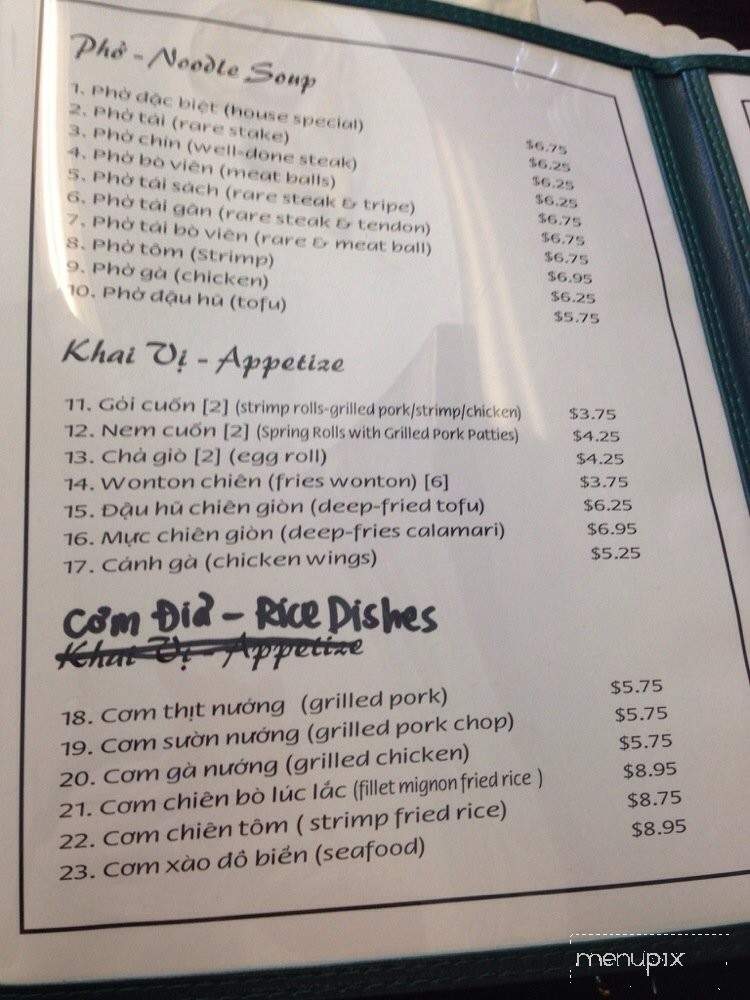 Phở - Noodle Soup
1. Phở đặc biệt (house special) $6.75
2. Phở tái (rare stake) $6.25
3. Phở chín (well-done steak) $6.25
4. Phở bò viên (meat balls) $6.25
5. Phở tái sách (rare steak & tripe) $6.75
6. Phở tái gân (rare steak & tendon) $6.75
7. Phở tái bò viên (rare & meat ball) $6.75
8. Phở tôm (Strimp) $6.95
9. Phở gà (chicken) $6.25
10. Phở đậu hũ (tofu) $5.75
Khai Vị - Appetize
11. Gỏi cuốn [2] (strimp rolls-grilled pork/strimp/chicken) $3.75
12. Nem cuốn [2] (Spring Rolls with Grilled Pork Patties) $4.25
13. Chả giò [2] (egg roll) $4.25
14. Wonton chiên (fries wonton) [6] $3.75
15. Đậu hũ chiên giòn (deep-fried tofu) $6.25
16. Mực chiên giòn (deep-fries calamari) $6.95
17. Cánh gà (chicken wings) $5.25
Cơm Đĩa - Rice Dishes
Khai Vị - Appetize
18. Cơm thịt nướng (grilled pork) $5.75
19. Cơm sườn nướng (grilled pork chop) $5.75
20. Cơm gà nướng (grilled chicken) $5.75
21. Cơm chiên bò lúc lắc (fillet mignon fried rice ) $8.95
22. Cơm chiên tôm ( strimp fried rice) $8.75
23. Cơm xào đồ biển (seafood) $8.95
menupix